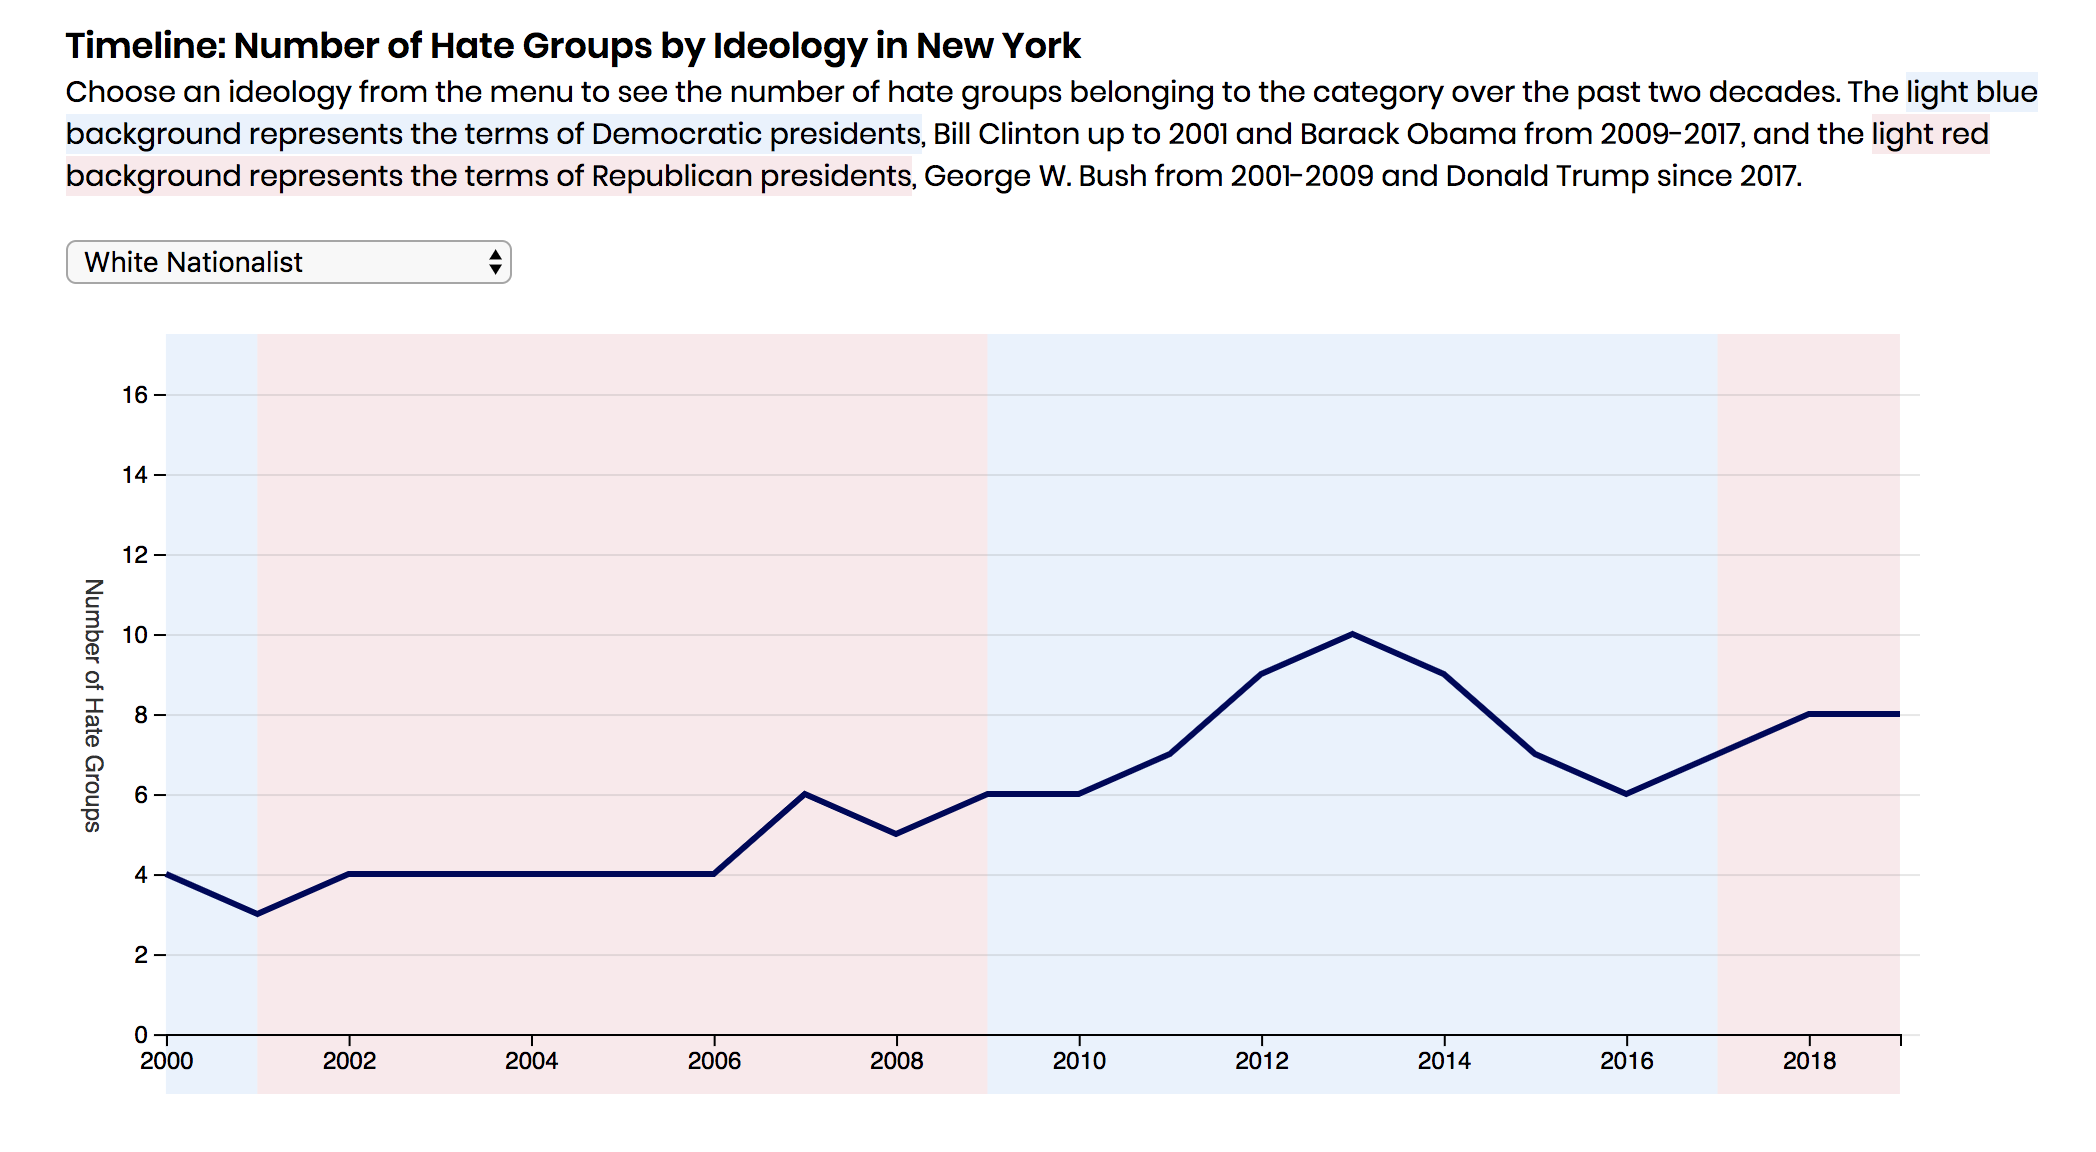 Timeline: Number of Hate Groups by Ideology in New York
Choose an ideology from the menu to see the number of hate groups belonging to the category over the past two decades. The light blue
background represents the terms of Democratic presidents, Bill Clinton up to 2001 and Barack Obama from 2009-2017, and the light red
background represents the terms of Republican presidents, George W. Bush from 2001-2009 and Donald Trump since 2017.
White Nationalist
16
14
12
10
8
6
4
2
0
Number of Hate Groups
2000 2002 2004 2006 2008 2010 2012 2014 2016 2018